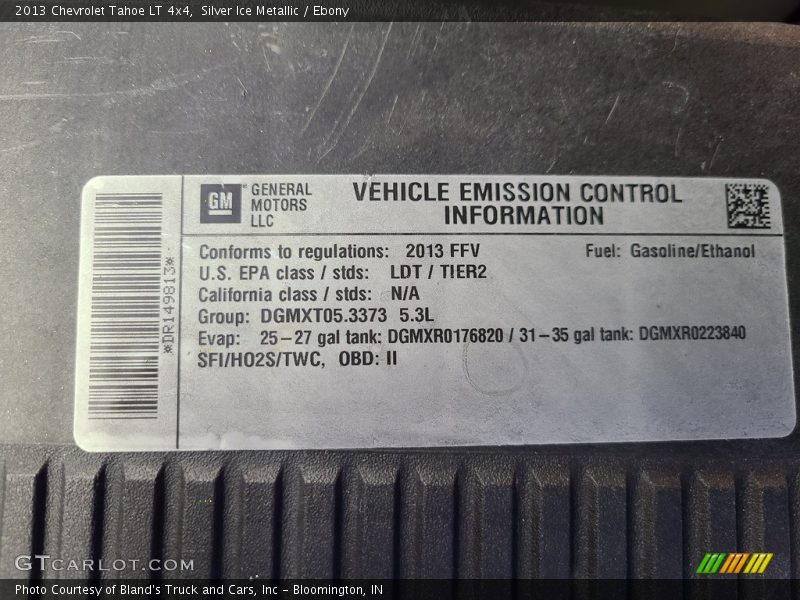 2013 Chevrolet Tahoe LT 4x4, Silver Ice Metallic / Ebony
*DR149813*
GM
GENERAL
MOTORS
LLC
VEHICLE EMISSION CONTROL
INFORMATION
Conforms to regulations: 2013 FFV Fuel: Gasoline/Ethanol
U.S. EPA class / stds: LDT / TIER2
California class / stds: N/A
Group: DGMXT05.3373 5.3L
Evap: 25-27 gal tank: DGMXR0176820 / 31-35 gal tank: DGMXR0223840
SFI/HO2S/TWC, OBD: II
GTCARLOT.COM
Photo Courtesy of Bland's Truck and Cars, Inc - Bloomington, IN